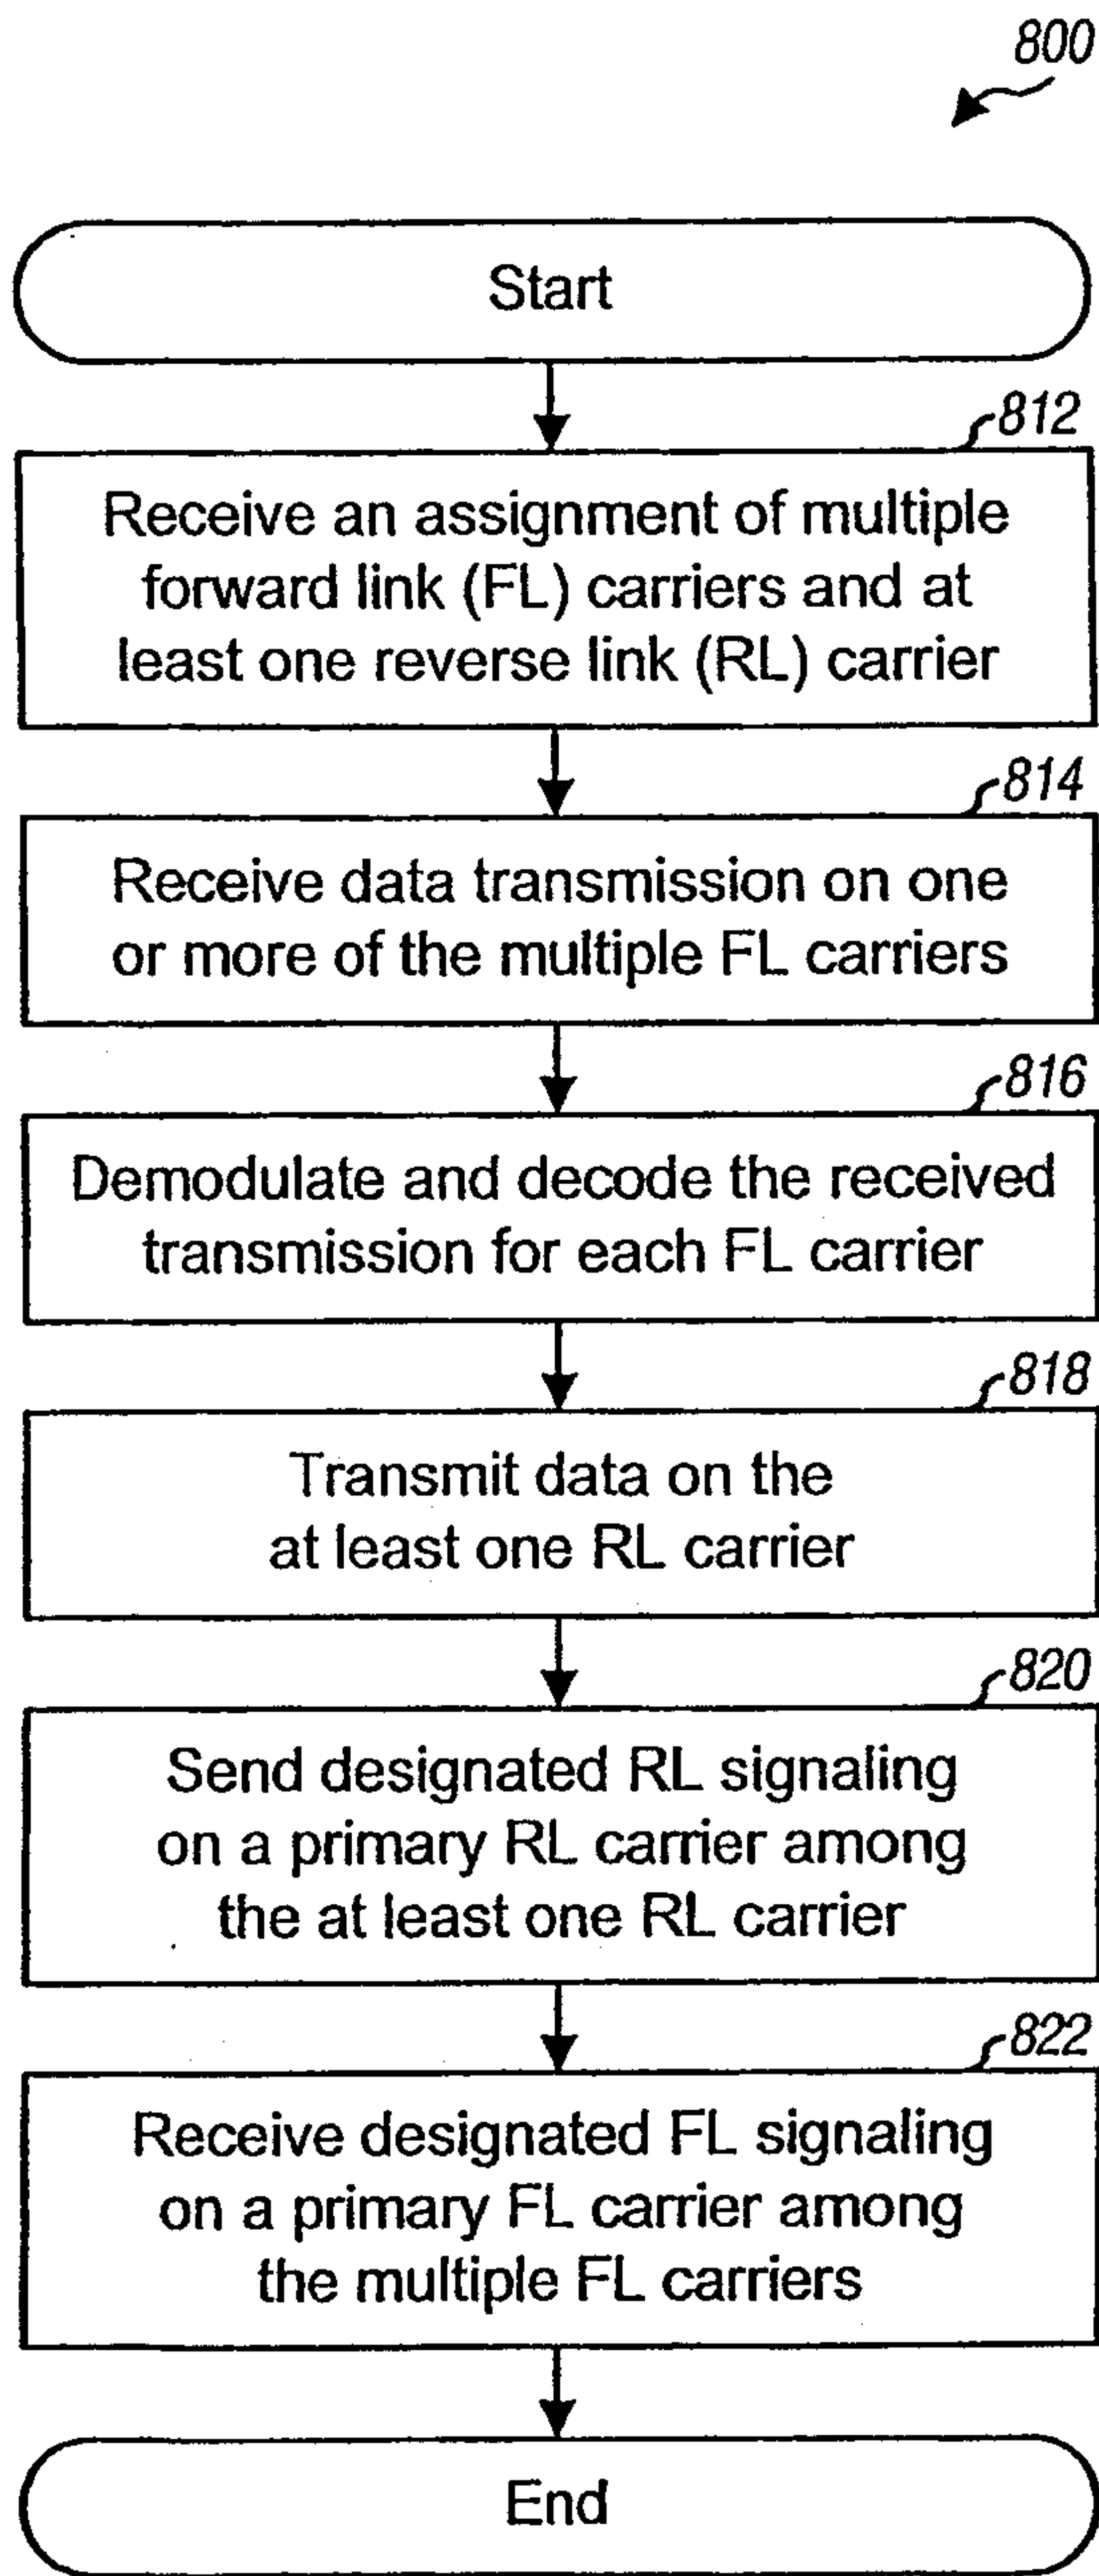 800
Start
812
Receive an assignment of multiple
forward link (FL) carriers and at
least one reverse link (RL) carrier
814
Receive data transmission on one
or more of the multiple FL carriers
816
Demodulate and decode the received
transmission for each FL carrier
818
Transmit data on the
at least one RL carrier
820
Send designated RL signaling
on a primary RL carrier among
the at least one RL carrier
822
Receive designated FL signaling
on a primary FL carrier among
the multiple FL carriers
End